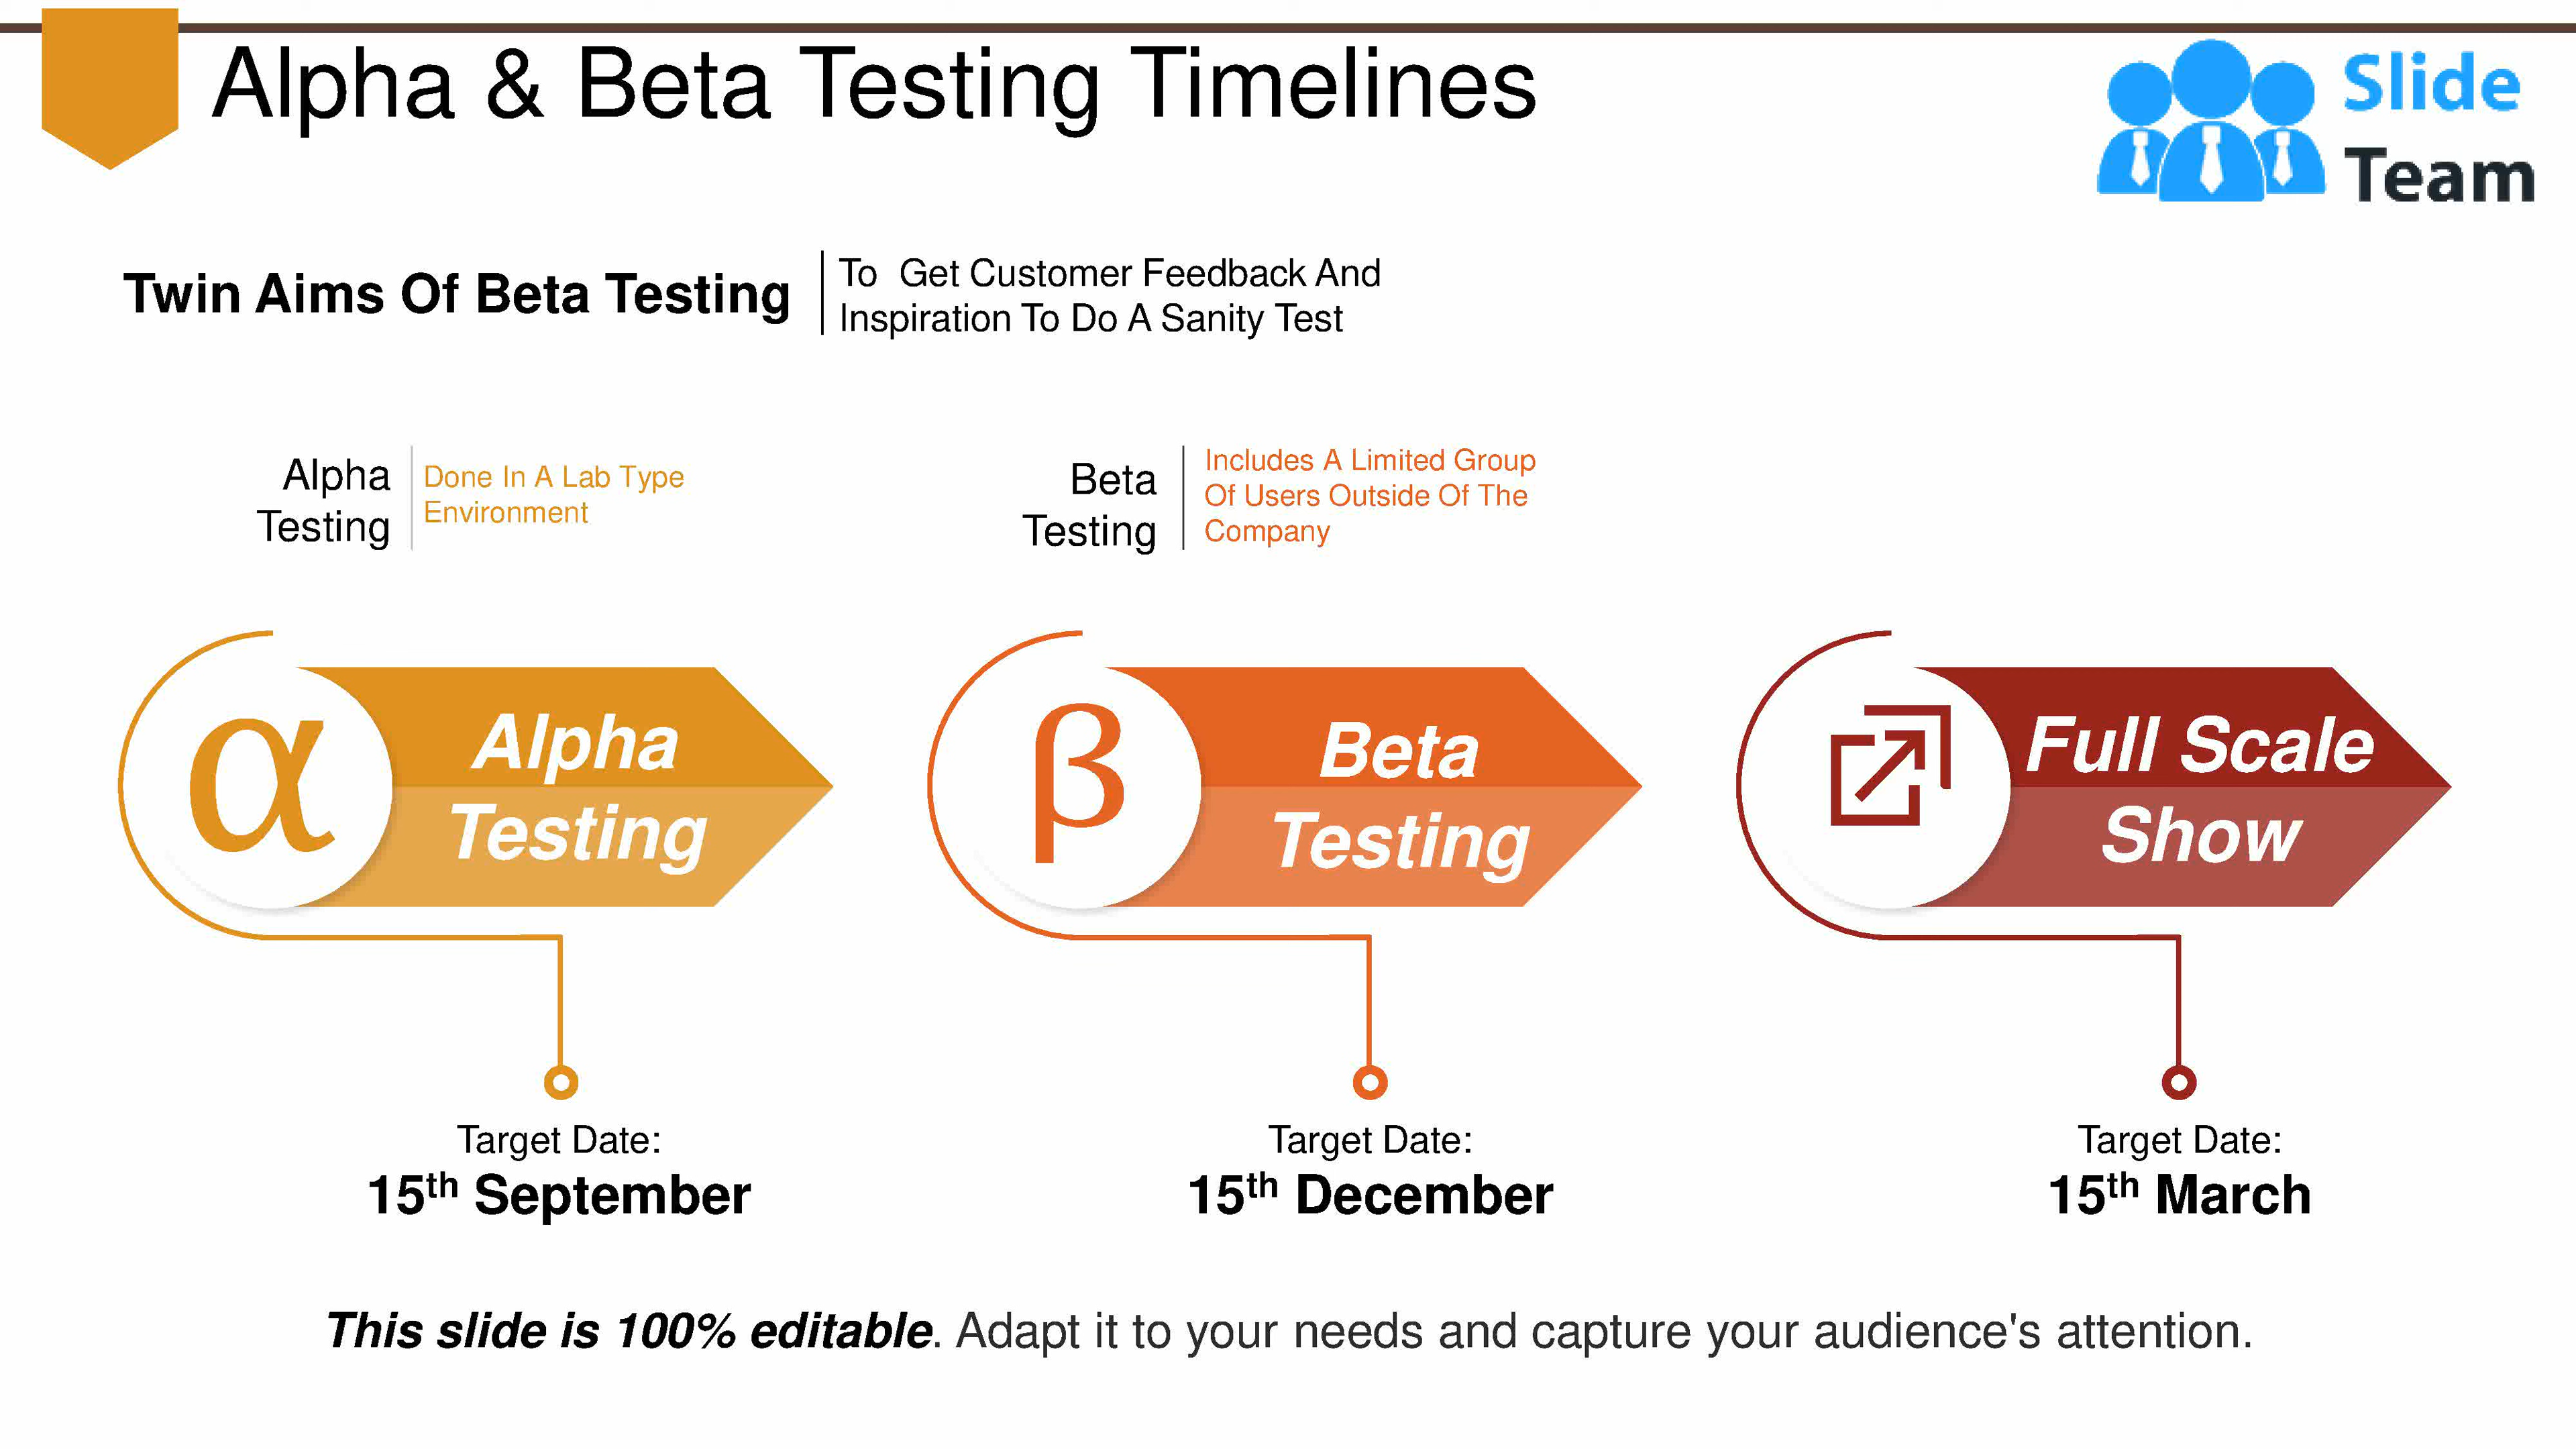 Alpha & Beta Testing Timelines
Slide
Team
Twin Aims Of Beta Testing
To Get Customer Feedback And
Inspiration To Do A Sanity Test
Alpha
Testing
Done In A Lab Type
Environment
Beta
Testing
Includes A Limited Group
Of Users Outside Of The
Company
α
Alpha
Testing
β
Beta
Testing
Full Scale
Show
Target Date:
15th September
Target Date:
15th December
Target Date:
15th March
This slide is 100% editable. Adapt it to your needs and capture your audience's attention.